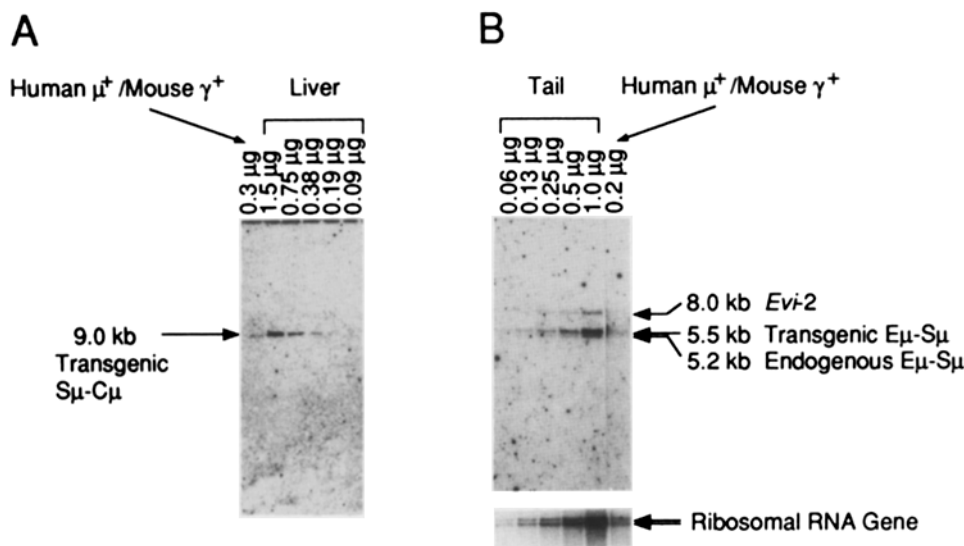 A
Human μ⁺ /Mouse γ⁺
Liver
0.3 μg
1.5 μg
0.75 μg
0.38 μg
0.19 μg
0.09 μg
9.0 kb
Transgenic
Sμ-Cμ
B
Tail
Human μ⁺ /Mouse γ⁺
0.06 μg
0.13 μg
0.25 μg
0.5 μg
1.0 μg
0.2 μg
8.0 kb Evi-2
5.5 kb Transgenic Eμ-Sμ
5.2 kb Endogenous Eμ-Sμ
Ribosomal RNA Gene